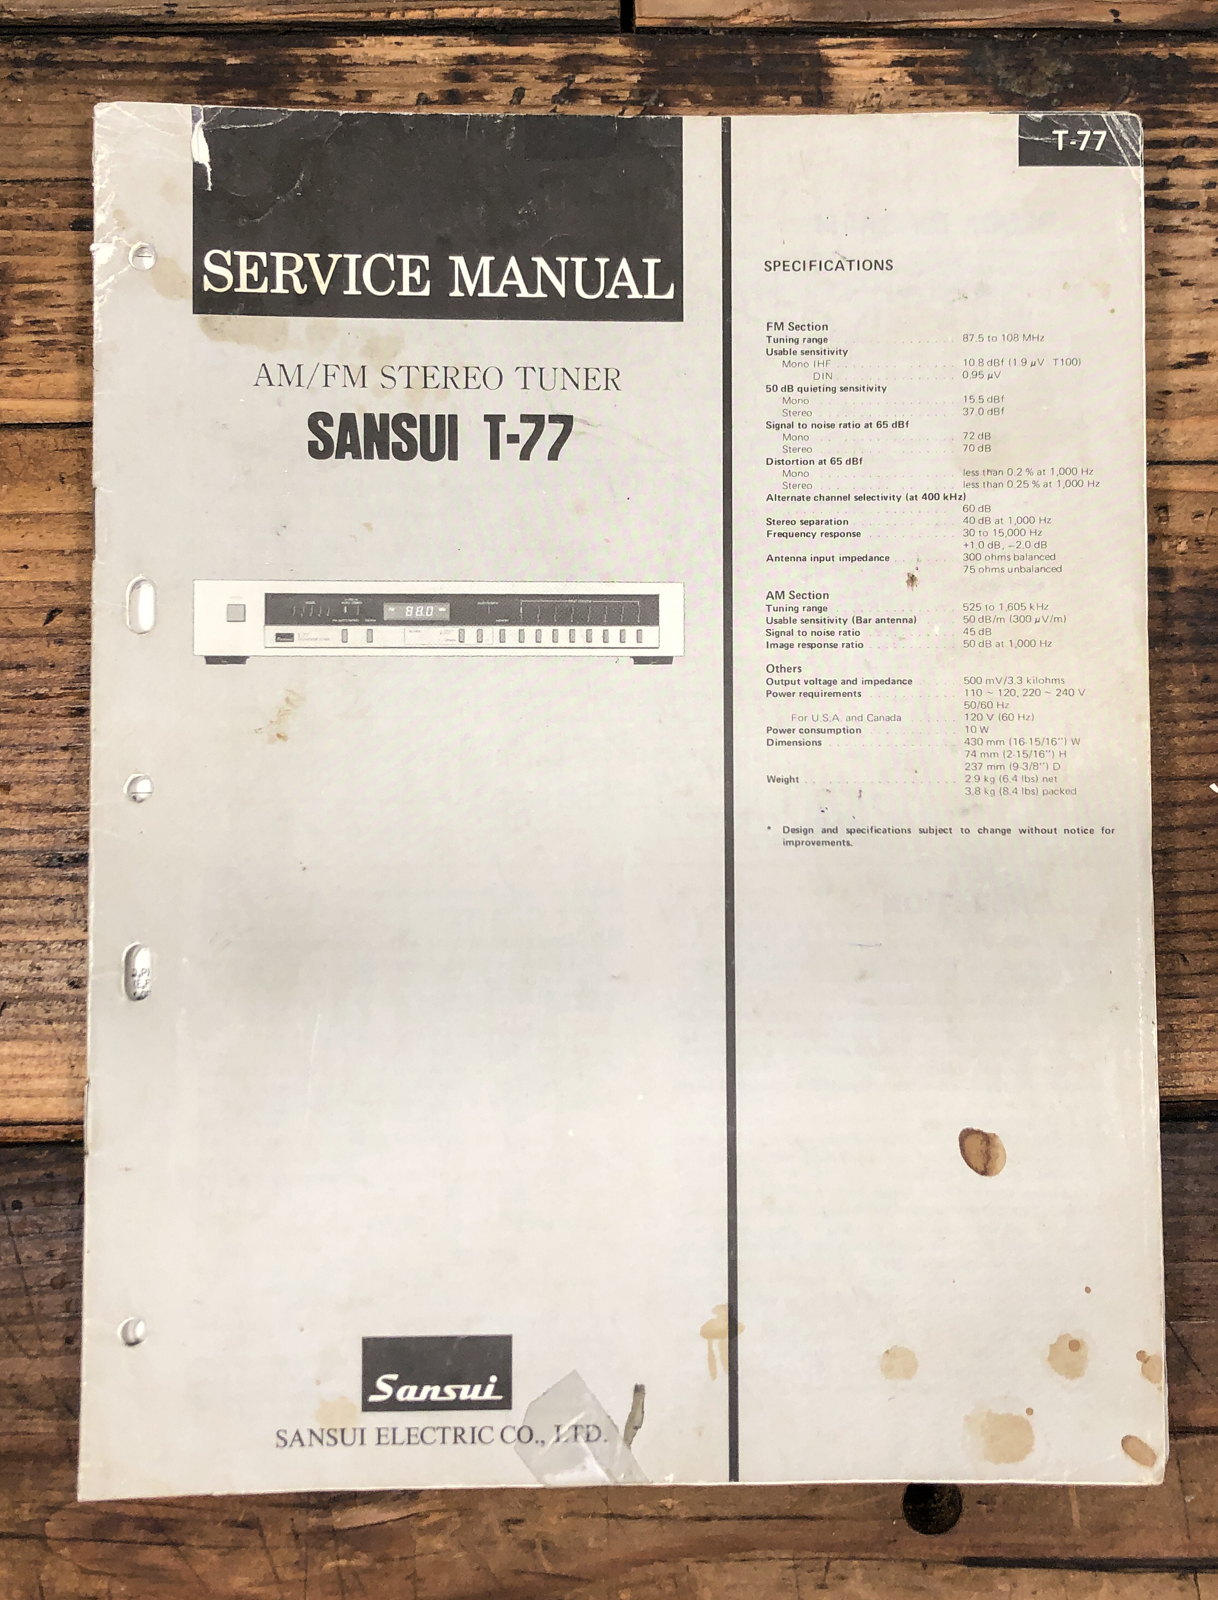 SERVICE MANUAL
AM/FM STEREO TUNER
SANSUI T-77
88.0
Sansui
SANSUI ELECTRIC CO., LTD.
T-77
SPECIFICATIONS
FM Section
Tuning range . . . . . . . . . . 87.5 to 108 MHz
Usable sensitivity
Mono IHF . . . . . . . . . . 10.8 dBf (1.9 μV T100)
DIN . . . . . . . . . . 0.95 μV
50 dB quieting sensitivity
Mono . . . . . . . . . . 15.5 dBf
Stereo . . . . . . . . . . 37.0 dBf
Signal to noise ratio at 65 dBf
Mono . . . . . . . . . . 72 dB
Stereo . . . . . . . . . . 70 dB
Distortion at 65 dBf
Mono . . . . . . . . . . less than 0.2 % at 1,000 Hz
Stereo . . . . . . . . . . less than 0.25 % at 1,000 Hz
Alternate channel selectivity (at 400 kHz)
60 dB
Stereo separation . . . . . . . . . . 40 dB at 1,000 Hz
Frequency response . . . . . . . . . . 30 to 15,000 Hz
+1.0 dB, −2.0 dB
Antenna input impedance . . . . . . 300 ohms balanced
75 ohms unbalanced
AM Section
Tuning range . . . . . . . . . . 525 to 1,605 kHz
Usable sensitivity (Bar antenna) 50 dB/m (300 μV/m)
Signal to noise ratio . . . . . . . . . . 45 dB
Image response ratio . . . . . . . . . . 50 dB at 1,000 Hz
Others
Output voltage and impedance . . . . 500 mV/3.3 kilohms
Power requirements . . . . . . . . . . 110 ~ 120, 220 ~ 240 V
50/60 Hz
For U.S.A. and Canada . . . . . . 120 V (60 Hz)
Power consumption . . . . . . . . . . 10 W
Dimensions . . . . . . . . . . 430 mm (16-15/16") W
74 mm (2-15/16") H
237 mm (9-3/8") D
Weight . . . . . . . . . . 2.9 kg (6.4 lbs) net
3.8 kg (8.4 lbs) packed
* Design and specifications subject to change without notice for
improvements.